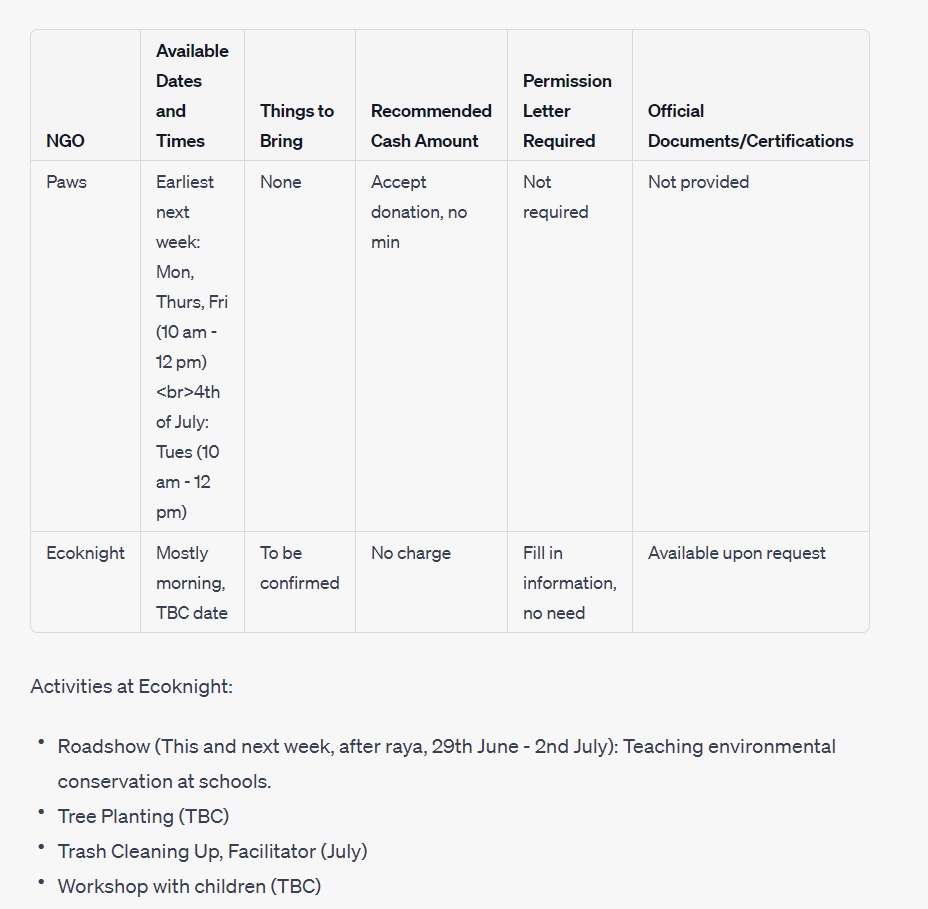 NGO
Available
Dates
and
Times
Things to
Bring
Recommended
Cash Amount
Permission
Letter
Required
Official
Documents/Certifications
Paws
Earliest
next
week:
Mon,
Thurs, Fri
(10 am -
12 pm)
<br>4th
of July:
Tues (10
am - 12
pm)
None
Accept
donation, no
min
Not
required
Not provided
Ecoknight
Mostly
morning,
TBC date
To be
confirmed
No charge
Fill in
information,
no need
Available upon request
Activities at Ecoknight:
• Roadshow (This and next week, after raya, 29th June - 2nd July): Teaching environmental
conservation at schools.
• Tree Planting (TBC)
• Trash Cleaning Up, Facilitator (July)
• Workshop with children (TBC)